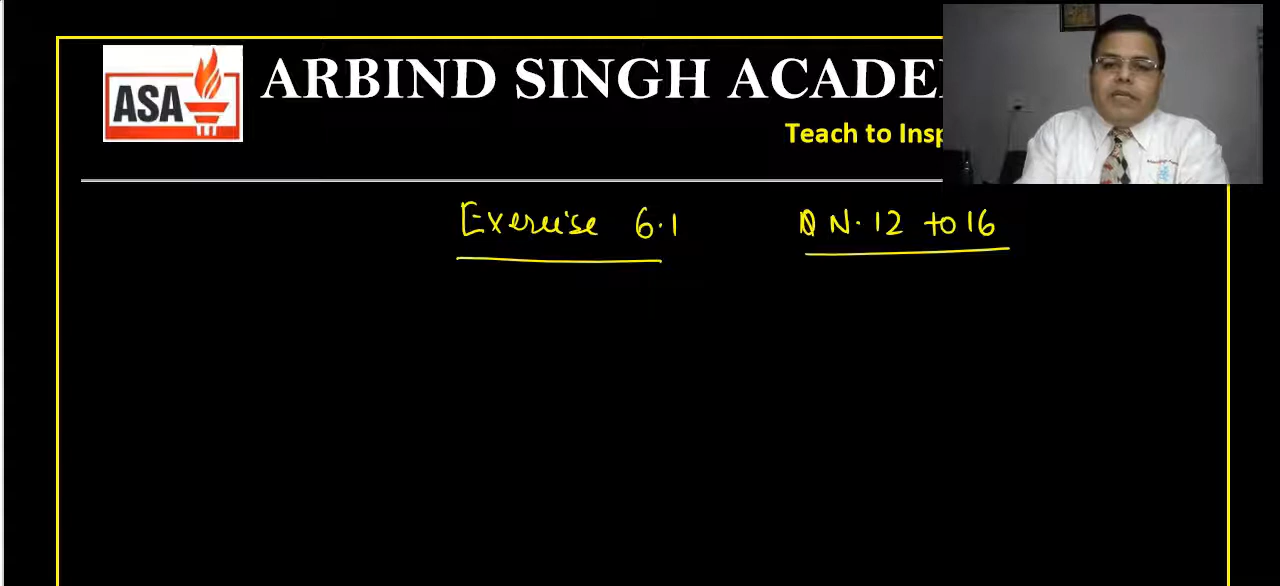 ASA
ARBIND SINGH ACADE
Teach to Insp
Exercise 6.1 Q N. 12 to 16